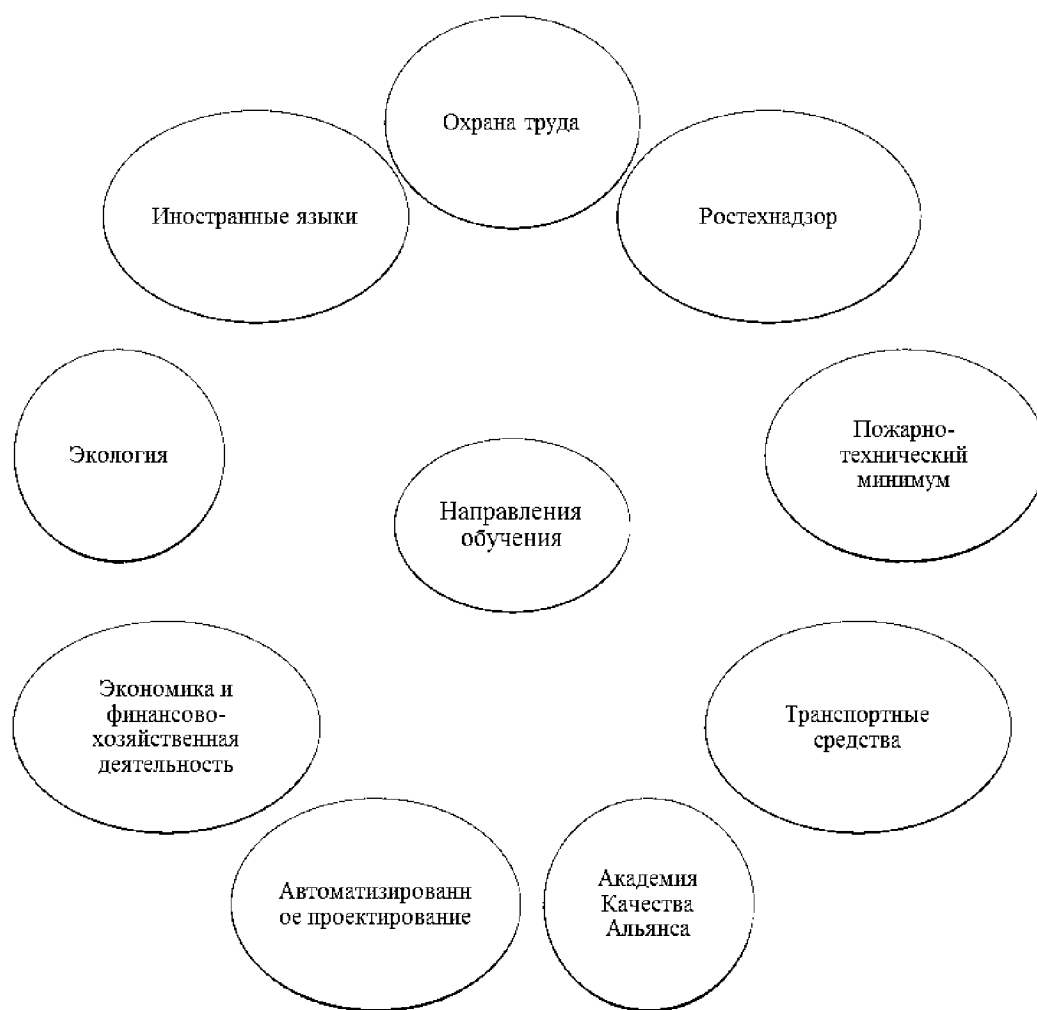 Охрана труда
Иностранные языки
Ростехнадзор
Экология
Пожарно-
технический
минимум
Направления
обучения
Экономика и
финансово-
хозяйственная
деятельность
Транспортные
средства
Автоматизированн
ое проектирование
Академия
Качества
Альянса